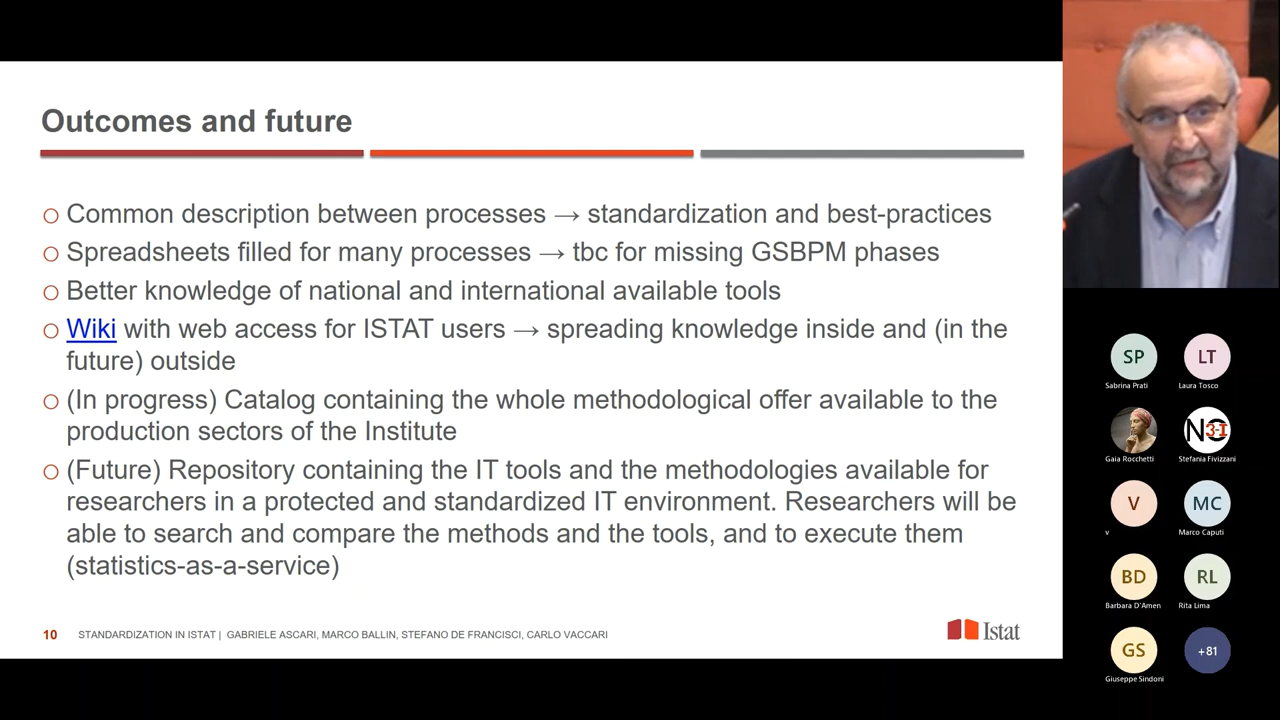 Outcomes and future
○ Common description between processes → standardization and best-practices
○ Spreadsheets filled for many processes → tbc for missing GSBPM phases
○ Better knowledge of national and international available tools
○ Wiki with web access for ISTAT users → spreading knowledge inside and (in the
future) outside
○ (In progress) Catalog containing the whole methodological offer available to the
production sectors of the Institute
○ (Future) Repository containing the IT tools and the methodologies available for
researchers in a protected and standardized IT environment. Researchers will be
able to search and compare the methods and the tools, and to execute them
(statistics-as-a-service)
10 STANDARDIZATION IN ISTAT | GABRIELE ASCARI, MARCO BALLIN, STEFANO DE FRANCISCI, CARLO VACCARI
Istat
SP LT
Sabrina Prati Laura Tosco
N3-I
Gaia Rocchetti Stefania Fivizzani
V MC
v Marco Caputi
BD RL
Barbara D'Amen Rita Lima
GS +81
Giuseppe Sindoni